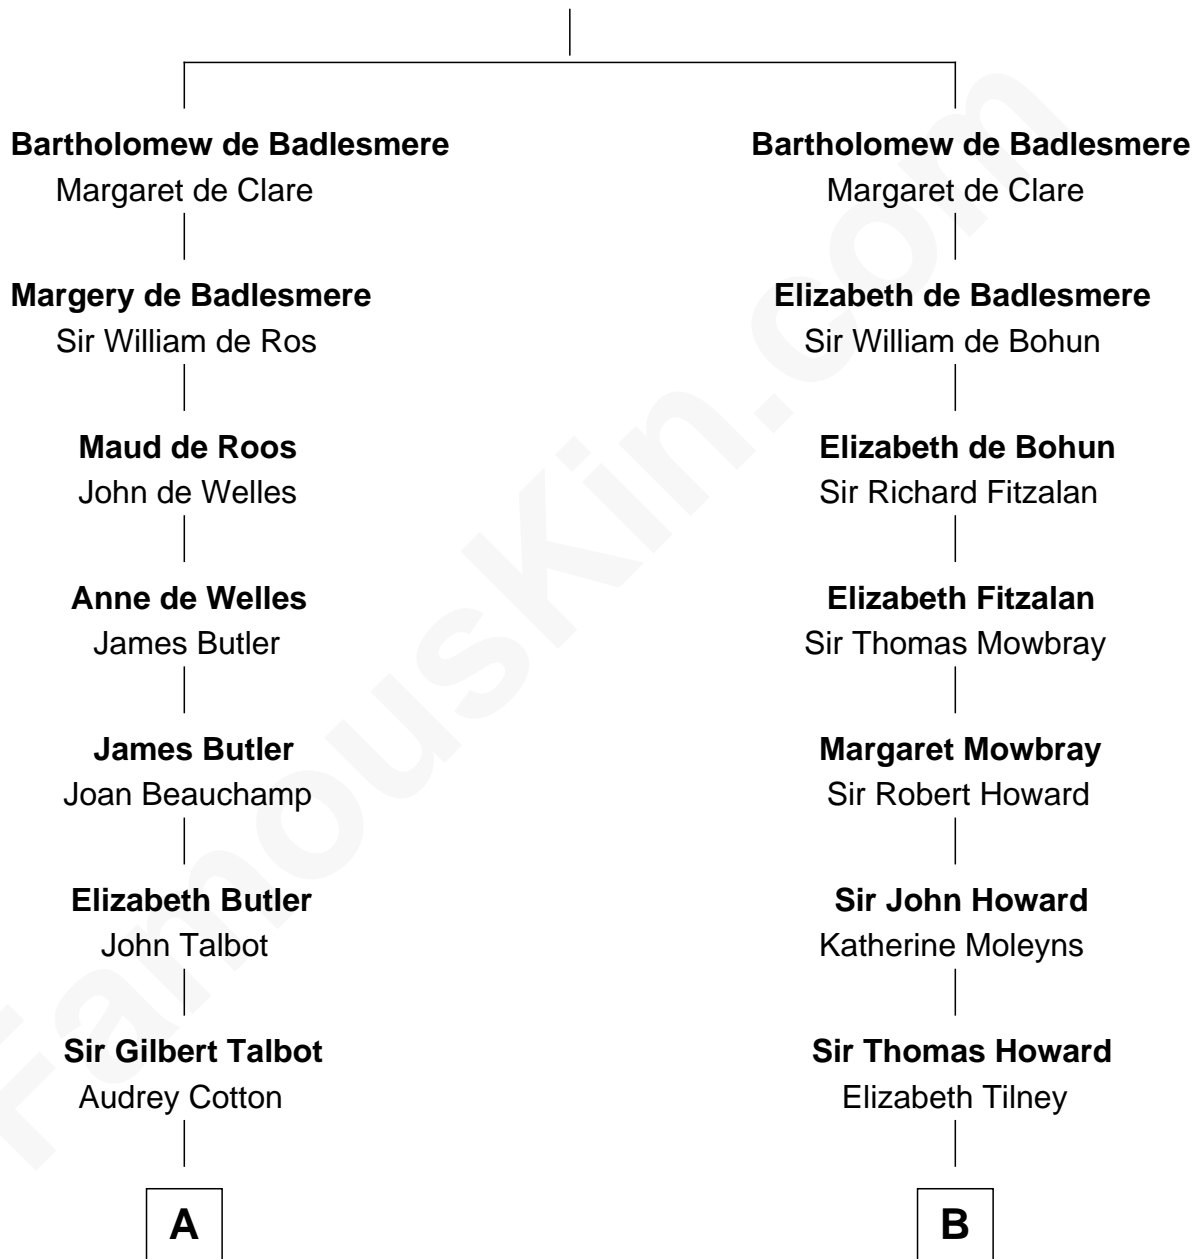 Bartholomew de Badlesmere
Margaret de Clare
Margery de Badlesmere
Sir William de Ros
Maud de Roos
John de Welles
Anne de Welles
James Butler
James Butler
Joan Beauchamp
Elizabeth Butler
John Talbot
Sir Gilbert Talbot
Audrey Cotton
A
Bartholomew de Badlesmere
Margaret de Clare
Elizabeth de Badlesmere
Sir William de Bohun
Elizabeth de Bohun
Sir Richard Fitzalan
Elizabeth Fitzalan
Sir Thomas Mowbray
Margaret Mowbray
Sir Robert Howard
Sir John Howard
Katherine Moleyns
Sir Thomas Howard
Elizabeth Tilney
B
FamousKin.com